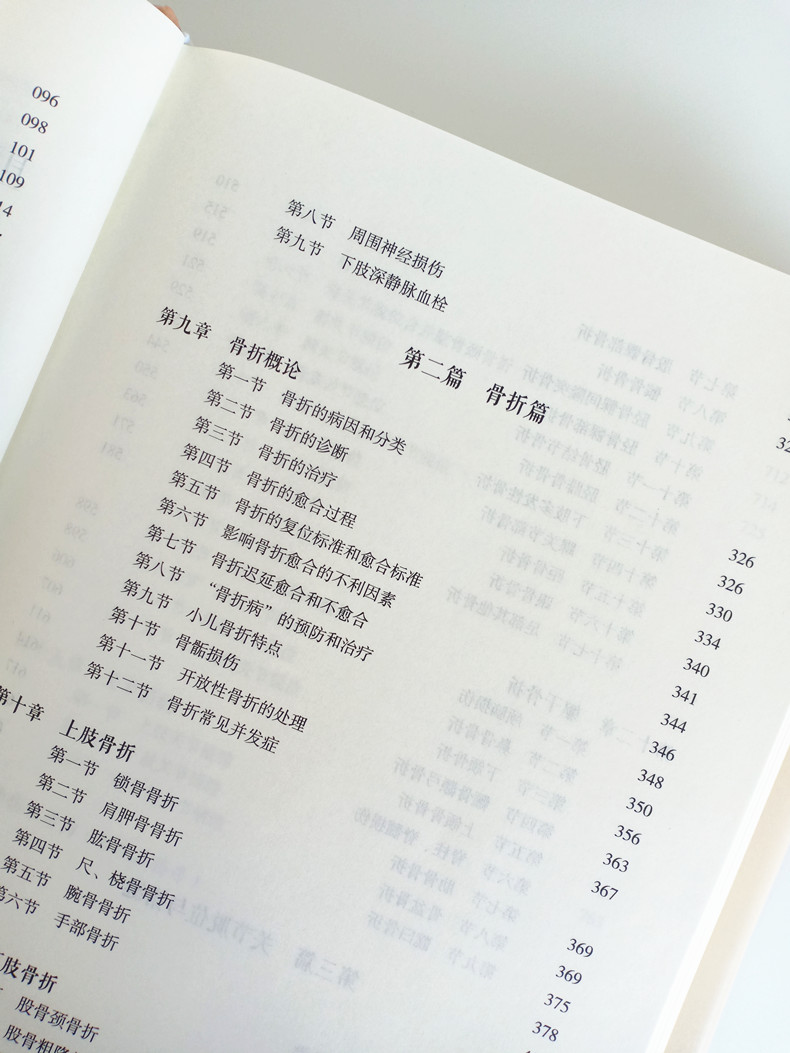 096
098
101
109
第八节 周围神经损伤
第九节 下肢深静脉血栓
第二篇 骨折篇
第九章 骨折概论 326
第一节 骨折的病因和分类 326
第二节 骨折的诊断 330
第三节 骨折的治疗 334
第四节 骨折的愈合过程 340
第五节 骨折的复位标准和愈合标准 341
第六节 影响骨折愈合的不利因素 344
第七节 骨折迟延愈合和不愈合 346
第八节 “骨折病”的预防和治疗 348
第九节 小儿骨折特点 350
第十节 骨骺损伤 356
第十一节 开放性骨折的处理 363
第十二节 骨折常见并发症 367
第十章 上肢骨折 369
第一节 锁骨骨折 369
第二节 肩胛骨骨折 375
第三节 肱骨骨折 378
第四节 尺、桡骨骨折
第五节 腕骨骨折
第六节 手部骨折
肢骨折
股骨颈骨折
股骨粗隆